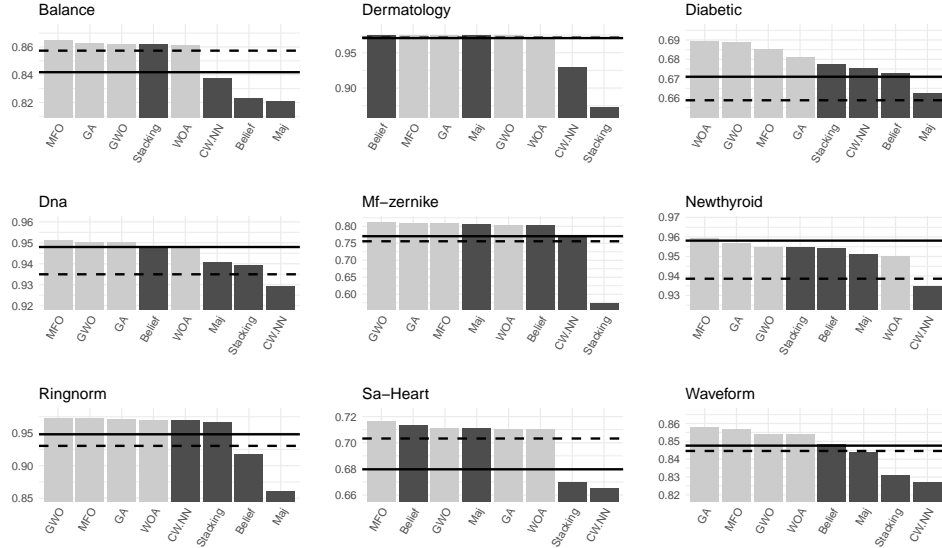 Balance
0.86
0.84
0.82
MFO
GA
GWO
Stacking
WOA
CW.NN
Belief
Maj
Dermatology
0.95
0.90
Belief
MFO
GA
Maj
GWO
WOA
CW.NN
Stacking
Diabetic
0.69
0.68
0.67
0.66
WOA
GWO
MFO
GA
Stacking
CW.NN
Belief
Maj
Dna
0.96
0.95
0.94
0.93
0.92
MFO
GWO
GA
Belief
WOA
Maj
Stacking
CW.NN
Mf−zernike
0.80
0.75
0.70
0.65
0.60
GWO
GA
MFO
Maj
WOA
Belief
CW.NN
Stacking
Newthyroid
0.97
0.96
0.95
0.94
0.93
MFO
GA
GWO
Stacking
Belief
Maj
WOA
CW.NN
Ringnorm
0.95
0.90
0.85
GWO
MFO
GA
WOA
CW.NN
Stacking
Belief
Maj
Sa−Heart
0.72
0.70
0.68
0.66
MFO
Belief
GWO
Maj
GA
WOA
Stacking
CW.NN
Waveform
0.86
0.85
0.84
0.83
0.82
GA
MFO
GWO
WOA
Belief
Maj
Stacking
CW.NN